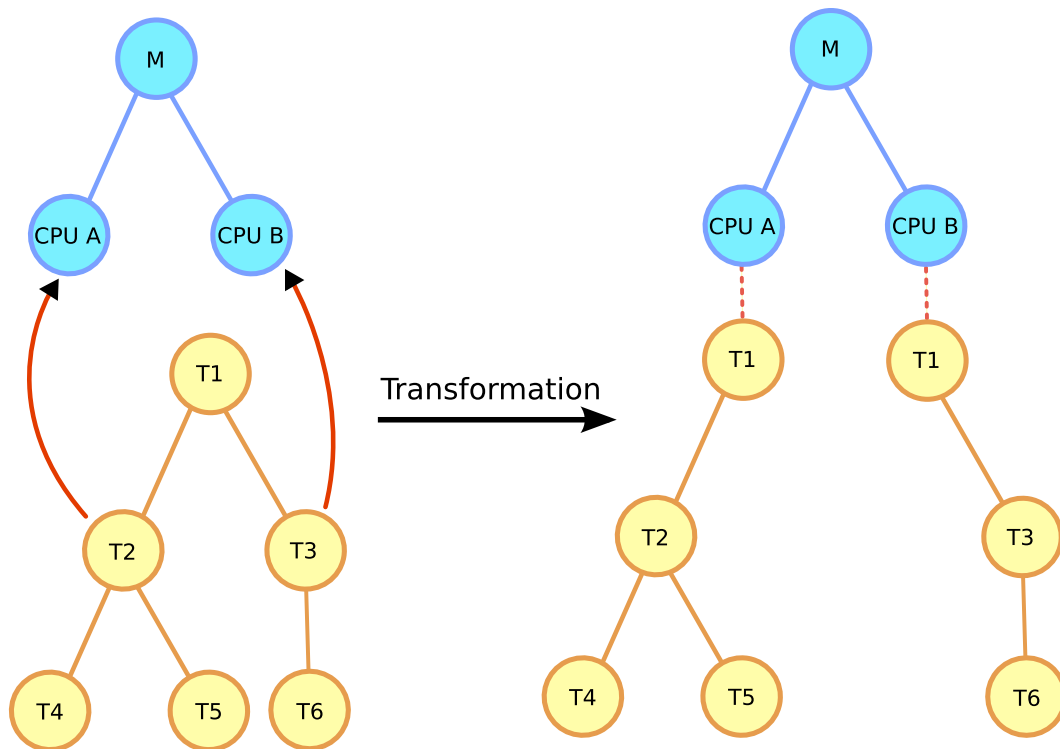 M
CPU A
CPU B
T1
T2
T3
T4
T5
T6
Transformation
M
CPU A
CPU B
T1
T1
T2
T3
T4
T5
T6